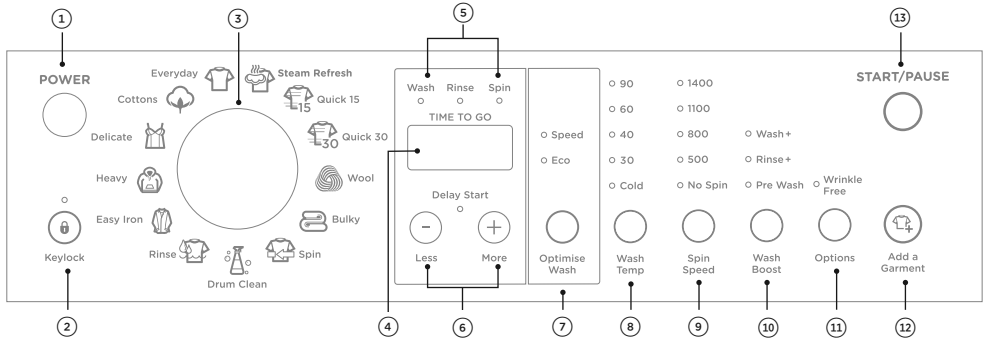 1
3
5
13
POWER
Everyday
Steam Refresh
Cottons
15
Quick 15
Delicate
30
Quick 30
Heavy
Wool
Easy Iron
Bulky
Rinse
Spin
Drum Clean
Keylock
Wash Rinse Spin
TIME TO GO
Delay Start
-
+
Less
More
Speed
Eco
Optimise
Wash
90
60
40
30
Cold
Wash
Temp
1400
1100
800
500
No Spin
Spin
Speed
Wash+
Rinse+
Pre Wash
Wash
Boost
Wrinkle
Free
Options
START/PAUSE
Add a
Garment
2
4
6
7
8
9
10
11
12